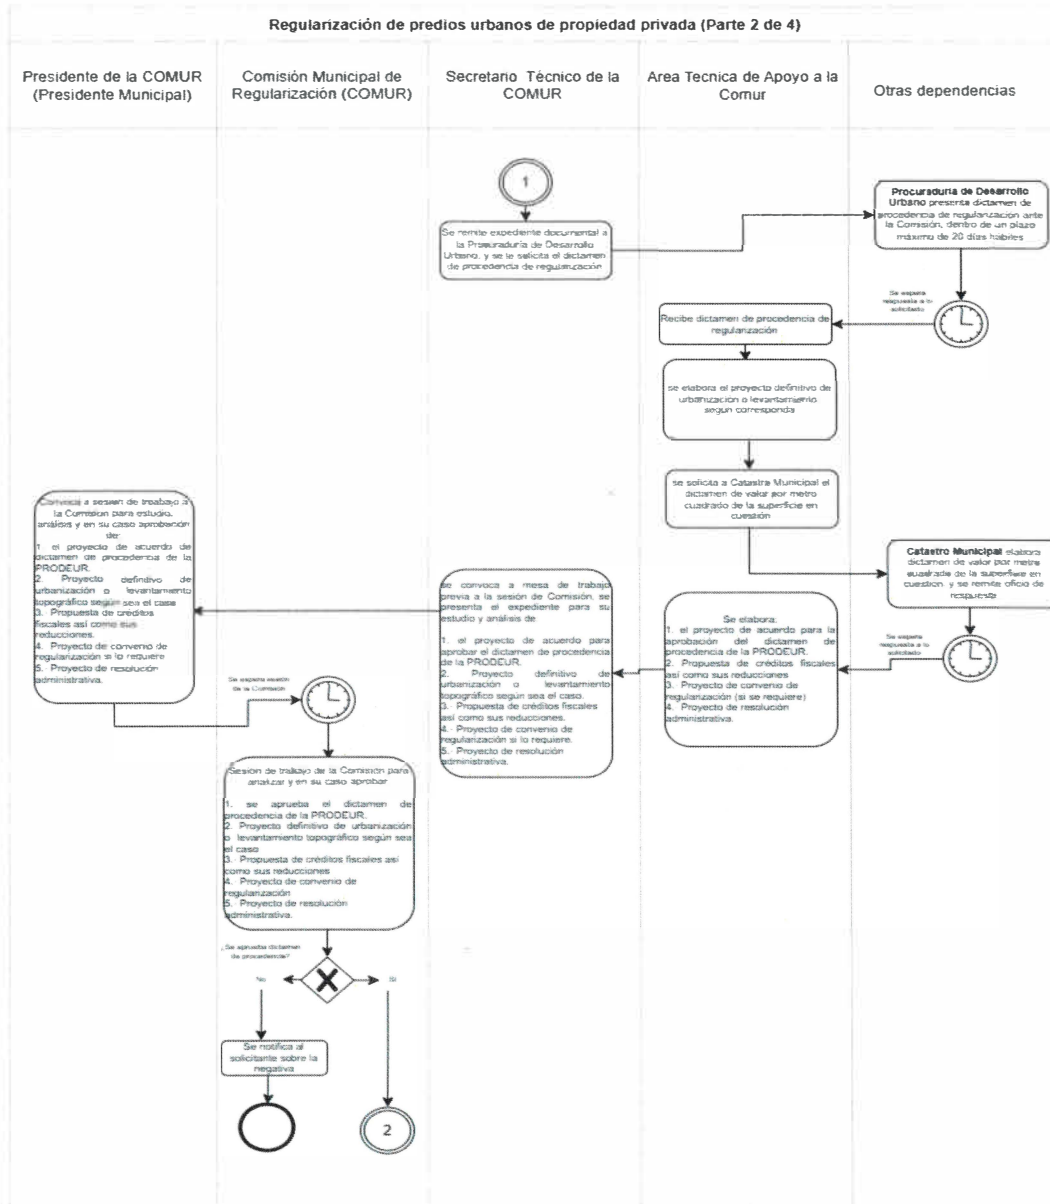 Regularización de predios urbanos de propiedad privada (Parte 2 de 4)
Presidente de la COMUR
(Presidente Municipal)
Comisión Municipal de
Regularización (COMUR)
Secretario Técnico de la
COMUR
Area Tecnica de Apoyo a la
Comur
Otras dependencias
1
Se remite expediente documental a
la Procuraduría de Desarrollo
Urbano, y se le solicita el dictamen
de procedencia de regularización
Procuraduría de Desarrollo
Urbano presenta dictamen de
procedencia de regularización ante
la Comisión, dentro de un plazo
máximo de 20 días hábiles
Se espera
respuesta a lo
solicitado
Recibe dictamen de procedencia de
regularización
se elabora el proyecto definitivo de
urbanización o levantamiento
según corresponda
se solicita a Catastro Municipal el
dictamen de valor por metro
cuadrado de la superficie en
cuestión
Catastro Municipal elabora
dictamen de valor por metro
cuadrado de la superficie en
cuestión, y se remite oficio de
respuesta
Se espera
respuesta a lo
solicitado
Se elabora:
1. el proyecto de acuerdo para la
aprobación del dictamen de
procedencia de la PRODEUR.
2. Propuesta de créditos fiscales
así como sus reducciones
3. Proyecto de convenio de
regularización (si se requiere)
4. Proyecto de resolución
administrativa.
se convoca a mesa de trabajo
previa a la sesión de Comisión, se
presenta el expediente para su
estudio y análisis de
1. el proyecto de acuerdo para
aprobar el dictamen de procedencia
de la PRODEUR.
2. Proyecto definitivo de
urbanización o levantamiento
topográfico según sea el caso.
3.- Propuesta de créditos fiscales
así como sus reducciones.
4.- Proyecto de convenio de
regularización si lo requiere.
5.- Proyecto de resolución
administrativa.
Convoca a sesión de trabajo a
la Comisión para estudio,
análisis y en su caso aprobación
de:
1 el proyecto de acuerdo de
dictamen de procedencia de la
PRODEUR.
2. Proyecto definitivo de
urbanización o levantamiento
topográfico según sea el caso
3. Propuesta de créditos
fiscales así como sus
reducciones.
4. Proyecto de convenio de
regularización si lo requiere
5. Proyecto de resolución
administrativa.
Se espera sesión
de la Comisión
Sesión de trabajo de la Comisión para
analizar y en su caso aprobar
1. se aprueba el dictamen de
procedencia de la PRODEUR.
2. Proyecto definitivo de urbanización
o levantamiento topográfico según sea
el caso
3.- Propuesta de créditos fiscales así
como sus reducciones
4. Proyecto de convenio de
regularización
5.- Proyecto de resolución
administrativa.
¿Se aprueba dictamen
de procedencia?
No
Sí
Se notifica al
solicitante sobre la
negativa
2